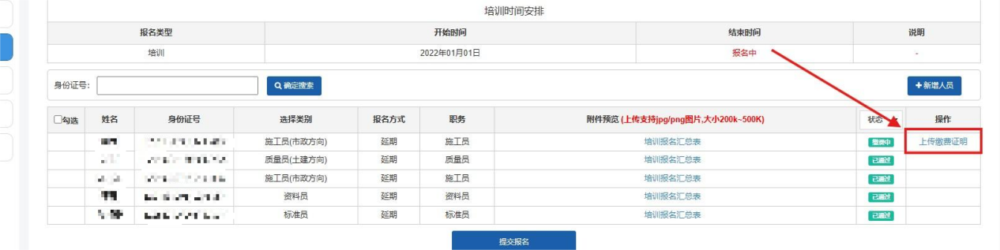 培训时间安排
报名类型 开始时间 结束时间 说明
培训 2022年01月01日 报名中 -
身份证号： 确定搜索 新增人员
勾选 姓名 身份证号 选择类别 报名方式 职务 附件预览 (上传支持jpg/png图片,大小200k~500K) 状态 操作
施工员(市政方向) 延期 施工员 培训报名汇总表 缴费中 上传缴费证明
质量员(土建方向) 延期 质量员 培训报名汇总表 已通过
施工员(市政方向) 延期 施工员 培训报名汇总表 已通过
资料员 延期 资料员 培训报名汇总表 已通过
标准员 延期 标准员 培训报名汇总表 已通过
提交报名